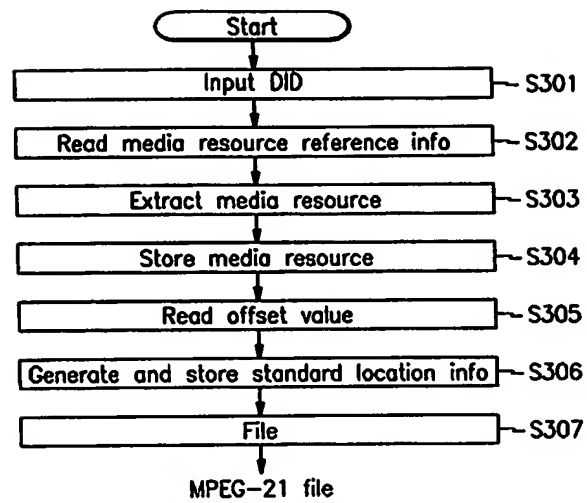 Start
Input DID S301
Read media resource reference info S302
Extract media resource S303
Store media resource S304
Read offset value S305
Generate and store standard location info S306
File S307
MPEG-21 file